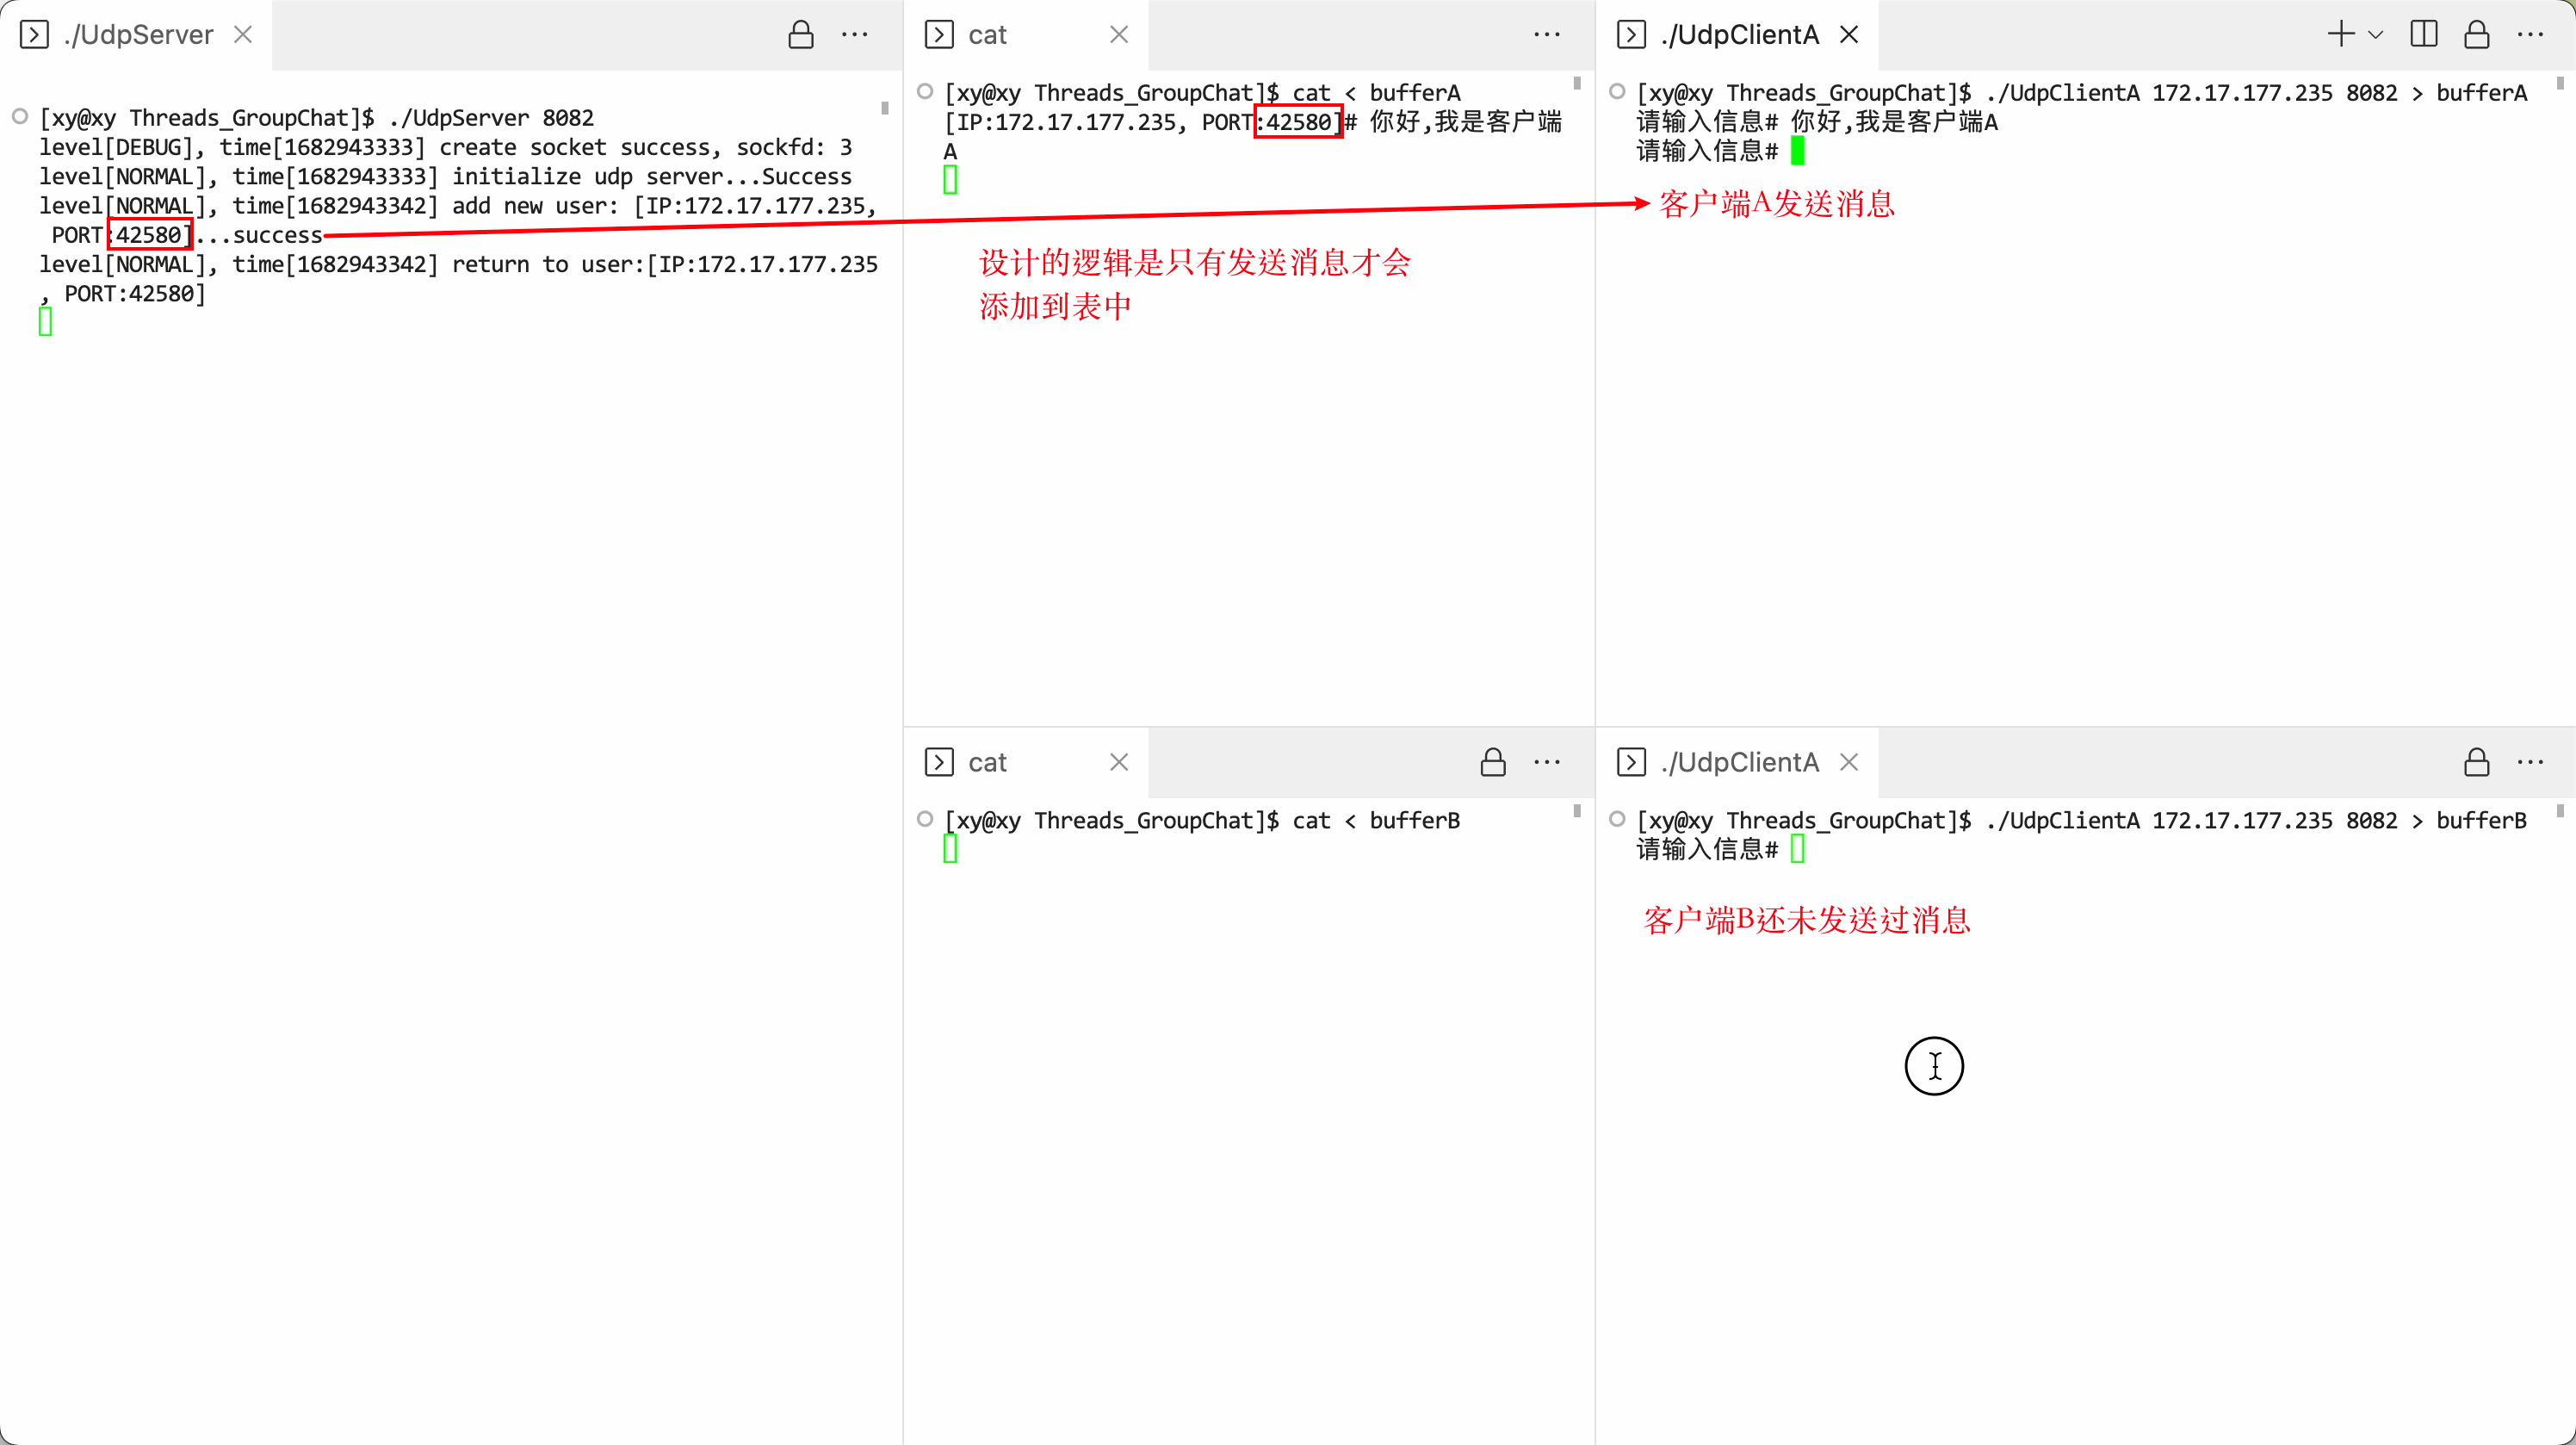 ./UdpServer
[xy@xy Threads_GroupChat]$ ./UdpServer 8082
level[DEBUG], time[1682943333] create socket success, sockfd: 3
level[NORMAL], time[1682943333] initialize udp server...Success
level[NORMAL], time[1682943342] add new user: [IP:172.17.177.235,
PORT:42580]...success
level[NORMAL], time[1682943342] return to user:[IP:172.17.177.235
, PORT:42580]
cat
[xy@xy Threads_GroupChat]$ cat < bufferA
[IP:172.17.177.235, PORT:42580]# 你好,我是客户端
A
设计的逻辑是只有发送消息才会
添加到表中
./UdpClientA
[xy@xy Threads_GroupChat]$ ./UdpClientA 172.17.177.235 8082 > bufferA
请输入信息# 你好,我是客户端A
请输入信息#
客户端A发送消息
cat
[xy@xy Threads_GroupChat]$ cat < bufferB
./UdpClientA
[xy@xy Threads_GroupChat]$ ./UdpClientA 172.17.177.235 8082 > bufferB
请输入信息#
客户端B还未发送过消息